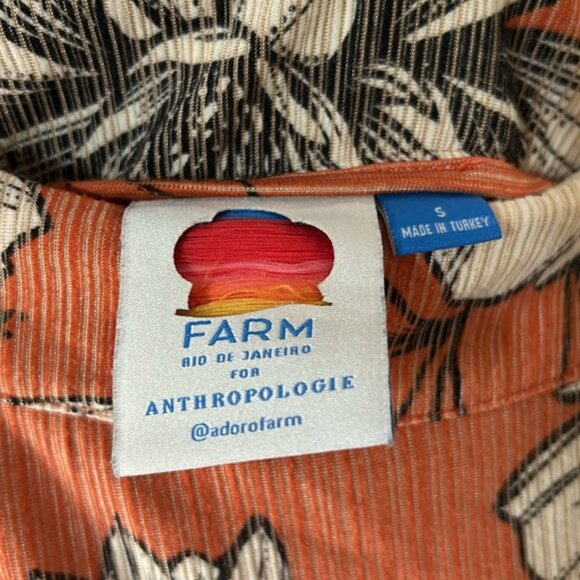 FARM
RIO DE JANEIRO
FOR
ANTHROPOLOGIE
@adorofarm
S
MADE IN TURKEY